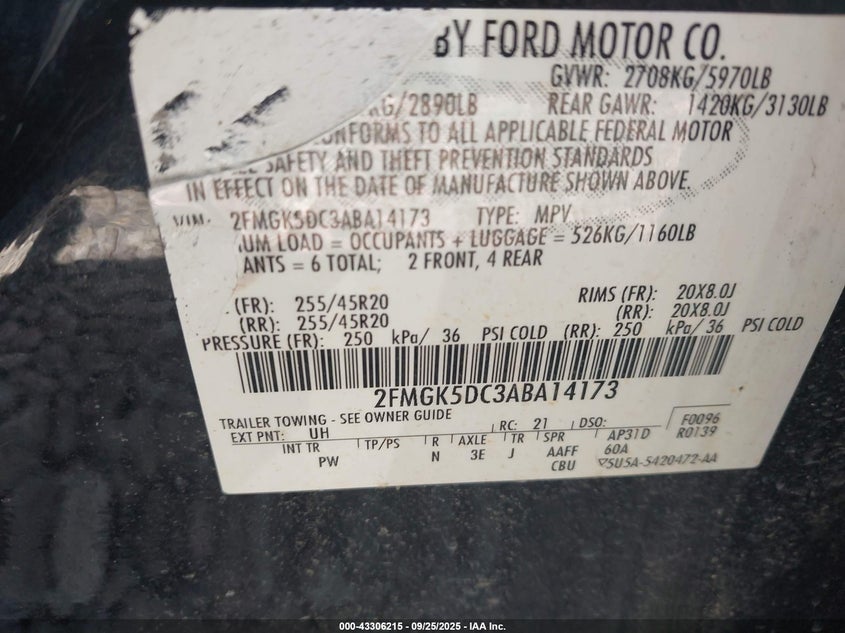 BY FORD MOTOR CO.
GVWR: 2708KG/5970LB
KG/2890LB REAR GAWR: 1420KG/3130LB
CONFORMS TO ALL APPLICABLE FEDERAL MOTOR
SAFETY AND THEFT PREVENTION STANDARDS
IN EFFECT ON THE DATE OF MANUFACTURE SHOWN ABOVE.
VIN: 2FMGK5DC3ABA14173 TYPE: MPV
UM LOAD = OCCUPANTS + LUGGAGE = 526KG/1160LB
ANTS = 6 TOTAL; 2 FRONT, 4 REAR
(FR): 255/45R20 RIMS (FR): 20X8.0J
(RR): 255/45R20 (RR): 20X8.0J
PRESSURE (FR): 250 kPa/ 36 PSI COLD (RR): 250 kPa/ 36 PSI COLD
2FMGK5DC3ABA14173
TRAILER TOWING - SEE OWNER GUIDE
EXT PNT: UH RC: 21 DSO: F0096
INT TR TP/PS R AXLE TR SPR AP31D R0139
PW N 3E J AAFF 60A
CBU 5U5A-5420472-AA
000-43306215 - 09/25/2025 - IAA Inc.